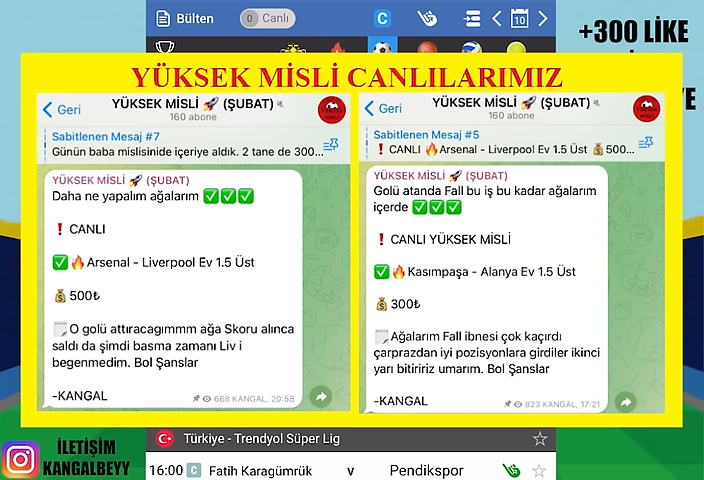 Bülten
0 Canlı
C
10
+300 LİKE
YÜKSEK MİSLİ CANLILARIMIZ
Geri
YÜKSEK MİSLİ 🚀 (ŞUBAT)
160 abone
Sabitlenen Mesaj #7
Günün baba mislisinide içeriye aldık. 2 tane de 300...
YÜKSEK MİSLİ 🚀 (ŞUBAT)
Daha ne yapalım ağalarım ✅✅✅
❗ CANLI
✅🔥Arsenal - Liverpool Ev 1.5 Üst
💰500₺
🗒️O golü attıracagımmm ağa Skoru alınca
saldı da şimdi basma zamanı Liv i
begenmedim. Bol Şanslar
-KANGAL
668 KANGAL, 20:58
Geri
YÜKSEK MİSLİ 🚀 (ŞUBAT)
160 abone
Sabitlenen Mesaj #5
❗ CANLI 🔥Arsenal - Liverpool Ev 1.5 Üst 💰500...
YÜKSEK MİSLİ 🚀 (ŞUBAT)
Golü atanda Fall bu iş bu kadar ağalarım
içerde ✅✅✅
❗ CANLI YÜKSEK MİSLİ
✅🔥Kasımpaşa - Alanya Ev 1.5 Üst
💰300₺
🗒️Ağalarım Fall ibnesi çok kaçırdı
çarprazdan iyi pozisyonlara girdiler ikinci
yarı bitiririz umarım. Bol Şanslar
-KANGAL
823 KANGAL, 17:21
Türkiye - Trendyol Süper Lig
16:00 C Fatih Karagümrük v Pendikspor
İLETİŞİM
KANGALBEYY